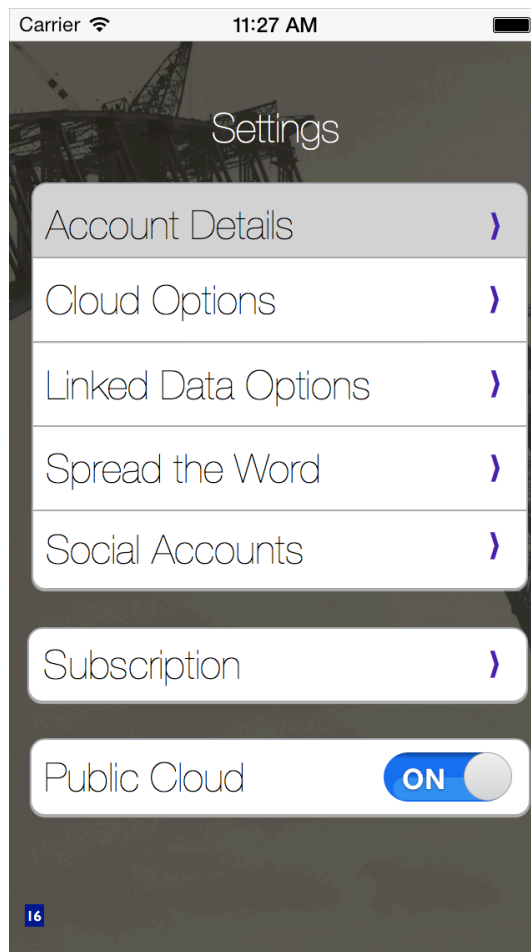 Carrier 11:27 AM
Settings
Account Details
Cloud Options
Linked Data Options
Spread the Word
Social Accounts
Subscription
Public Cloud ON
16